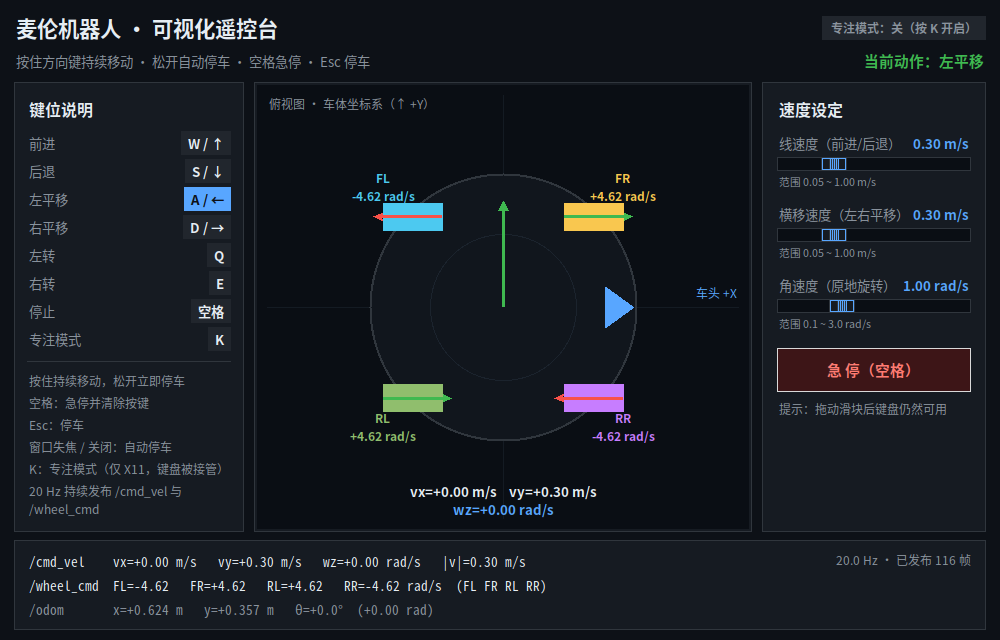 麦伦机器人 · 可视化遥控台
专注模式：关（按 K 开启）
按住方向键持续移动 · 松开自动停车 · 空格急停 · Esc 停车
当前动作：左平移
键位说明
前进 W / ↑
后退 S / ↓
左平移 A / ←
右平移 D / →
左转 Q
右转 E
停止 空格
专注模式 K
按住持续移动，松开立即停车
空格：急停并清除按键
Esc：停车
窗口失焦 / 关闭：自动停车
K：专注模式（仅 X11，键盘被接管）
20 Hz 持续发布 /cmd_vel 与
/wheel_cmd
俯视图 · 车体坐标系（↑ +Y）
FL
-4.62 rad/s
FR
+4.62 rad/s
车头 +X
RL
+4.62 rad/s
RR
-4.62 rad/s
vx=+0.00 m/s vy=+0.30 m/s
wz=+0.00 rad/s
速度设定
线速度（前进/后退） 0.30 m/s
范围 0.05 ~ 1.00 m/s
横移速度（左右平移） 0.30 m/s
范围 0.05 ~ 1.00 m/s
角速度（原地旋转） 1.00 rad/s
范围 0.1 ~ 3.0 rad/s
急 停（空格）
提示：拖动滑块后键盘仍然可用
/cmd_vel vx=+0.00 m/s vy=+0.30 m/s wz=+0.00 rad/s |v|=0.30 m/s
20.0 Hz · 已发布 116 帧
/wheel_cmd FL=-4.62 FR=+4.62 RL=+4.62 RR=-4.62 rad/s (FL FR RL RR)
/odom x=+0.624 m y=+0.357 m θ=+0.0° (+0.00 rad)